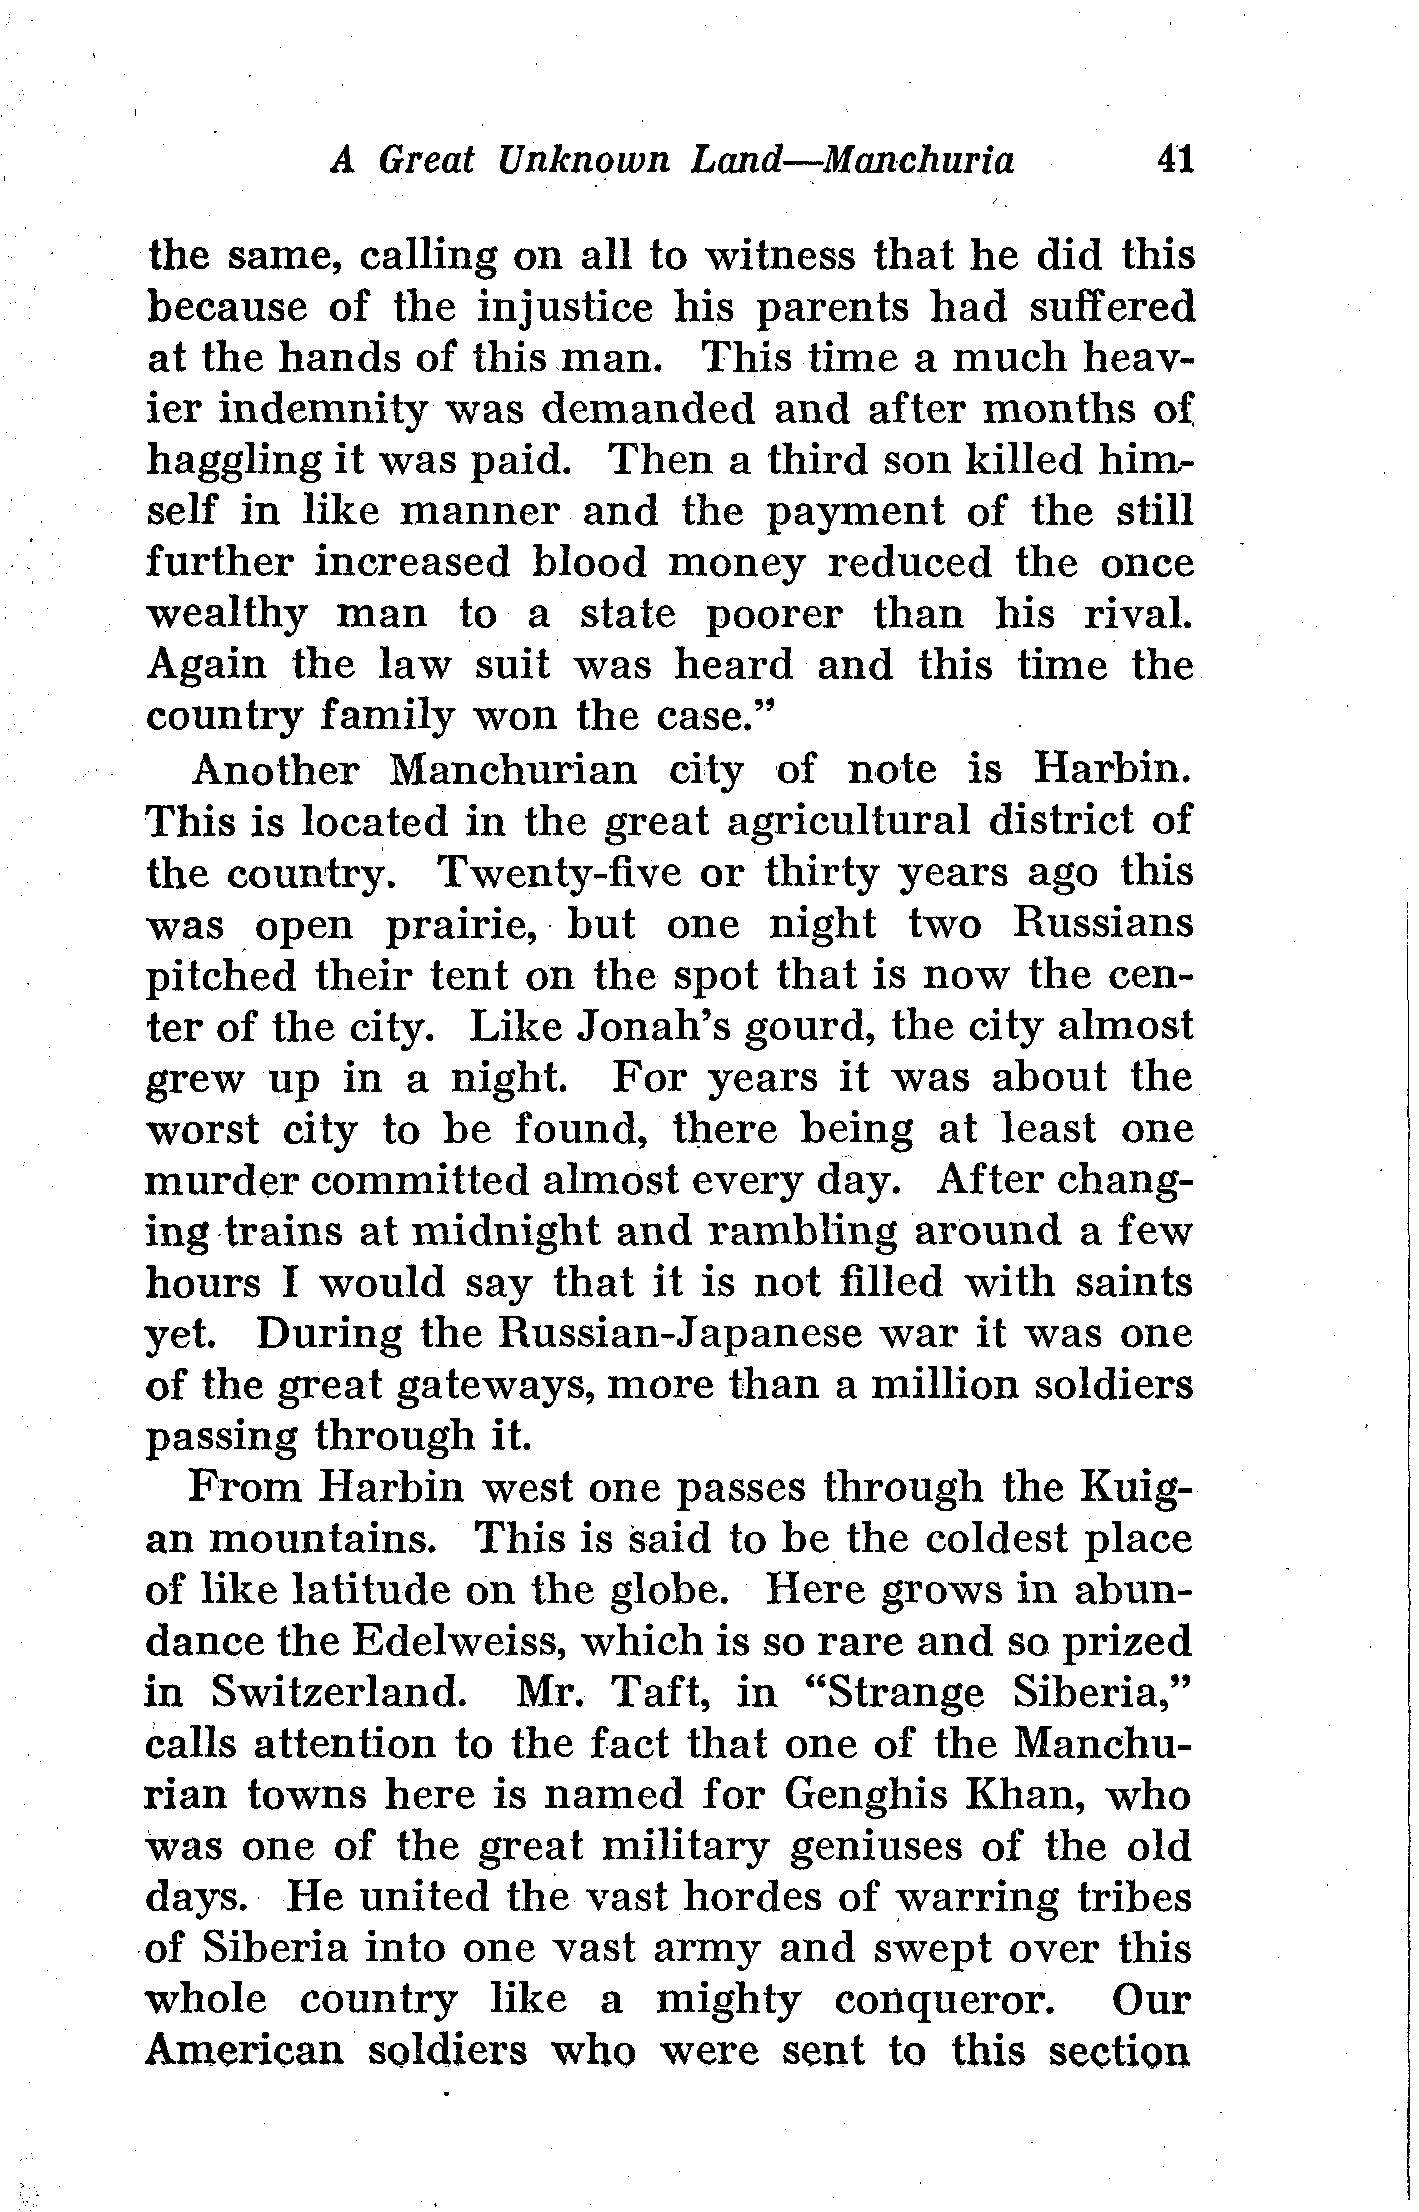 A Great Unknown Land—Manchuria 41
the same, calling on all to witness that he did this
because of the injustice his parents had suffered
at the hands of this man. This time a much heav-
ier indemnity was demanded and after months of
haggling it was paid. Then a third son killed him-
self in like manner and the payment of the still
further increased blood money reduced the once
wealthy man to a state poorer than his rival.
Again the law suit was heard and this time the
country family won the case."
Another Manchurian city of note is Harbin.
This is located in the great agricultural district of
the country. Twenty-five or thirty years ago this
was open prairie, but one night two Russians
pitched their tent on the spot that is now the cen-
ter of the city. Like Jonah's gourd, the city almost
grew up in a night. For years it was about the
worst city to be found, there being at least one
murder committed almost every day. After chang-
ing trains at midnight and rambling around a few
hours I would say that it is not filled with saints
yet. During the Russian-Japanese war it was one
of the great gateways, more than a million soldiers
passing through it.
From Harbin west one passes through the Kuig-
an mountains. This is said to be the coldest place
of like latitude on the globe. Here grows in abun-
dance the Edelweiss, which is so rare and so prized
in Switzerland. Mr. Taft, in "Strange Siberia,"
calls attention to the fact that one of the Manchu-
rian towns here is named for Genghis Khan, who
was one of the great military geniuses of the old
days. He united the vast hordes of warring tribes
of Siberia into one vast army and swept over this
whole country like a mighty conqueror. Our
American soldiers who were sent to this section